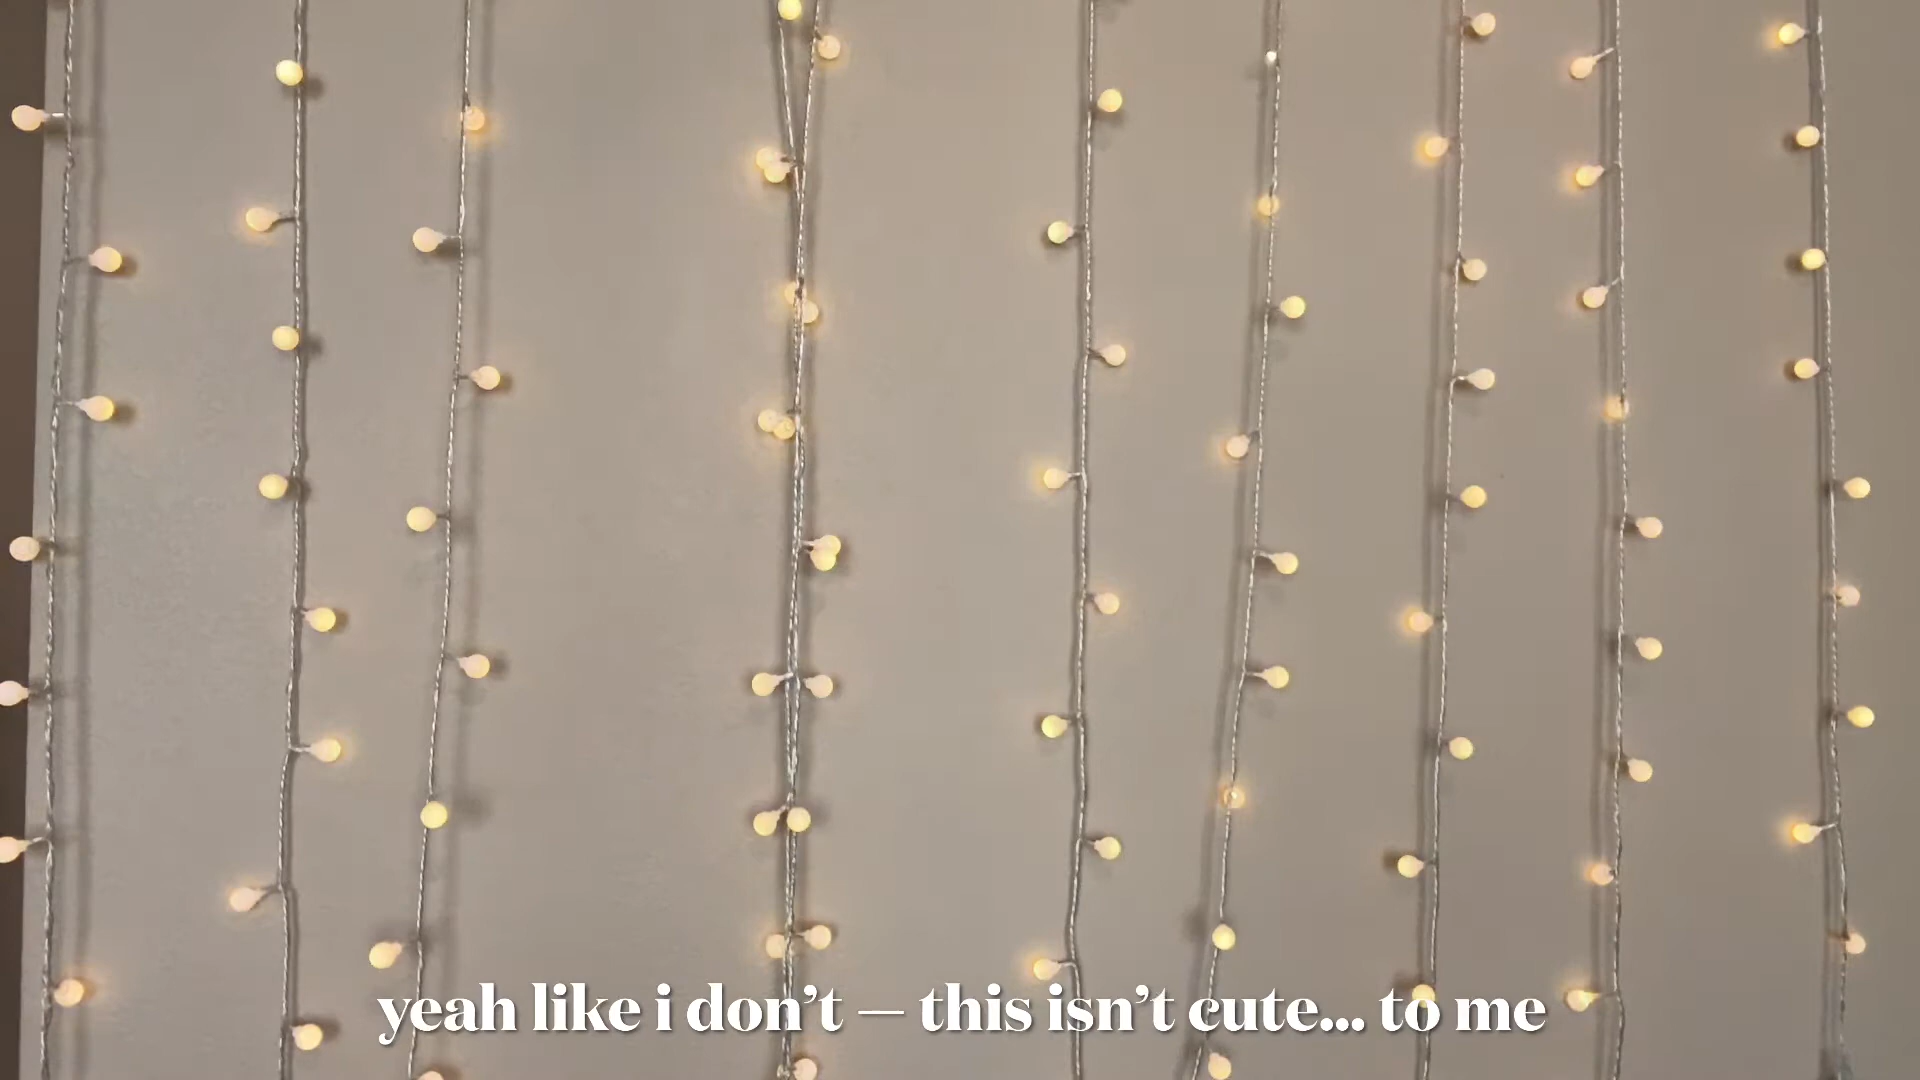 yeah like i don’t — this isn’t cute... to me